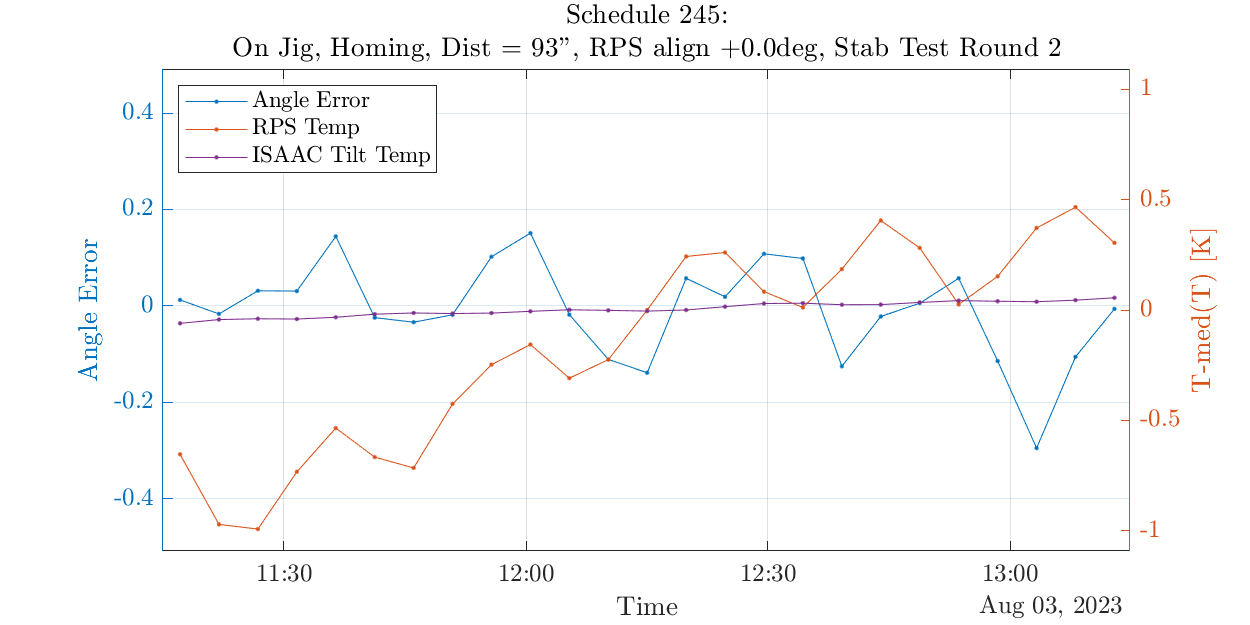 Schedule 245:
On Jig, Homing, Dist = 93”, RPS align +0.0deg, Stab Test Round 2
Angle Error
RPS Temp
ISAAC Tilt Temp
0.4
0.2
0
-0.2
-0.4
Angle Error
1
0.5
0
-0.5
-1
T-med(T) [K]
11:30
12:00
12:30
13:00
Time
Aug 03, 2023